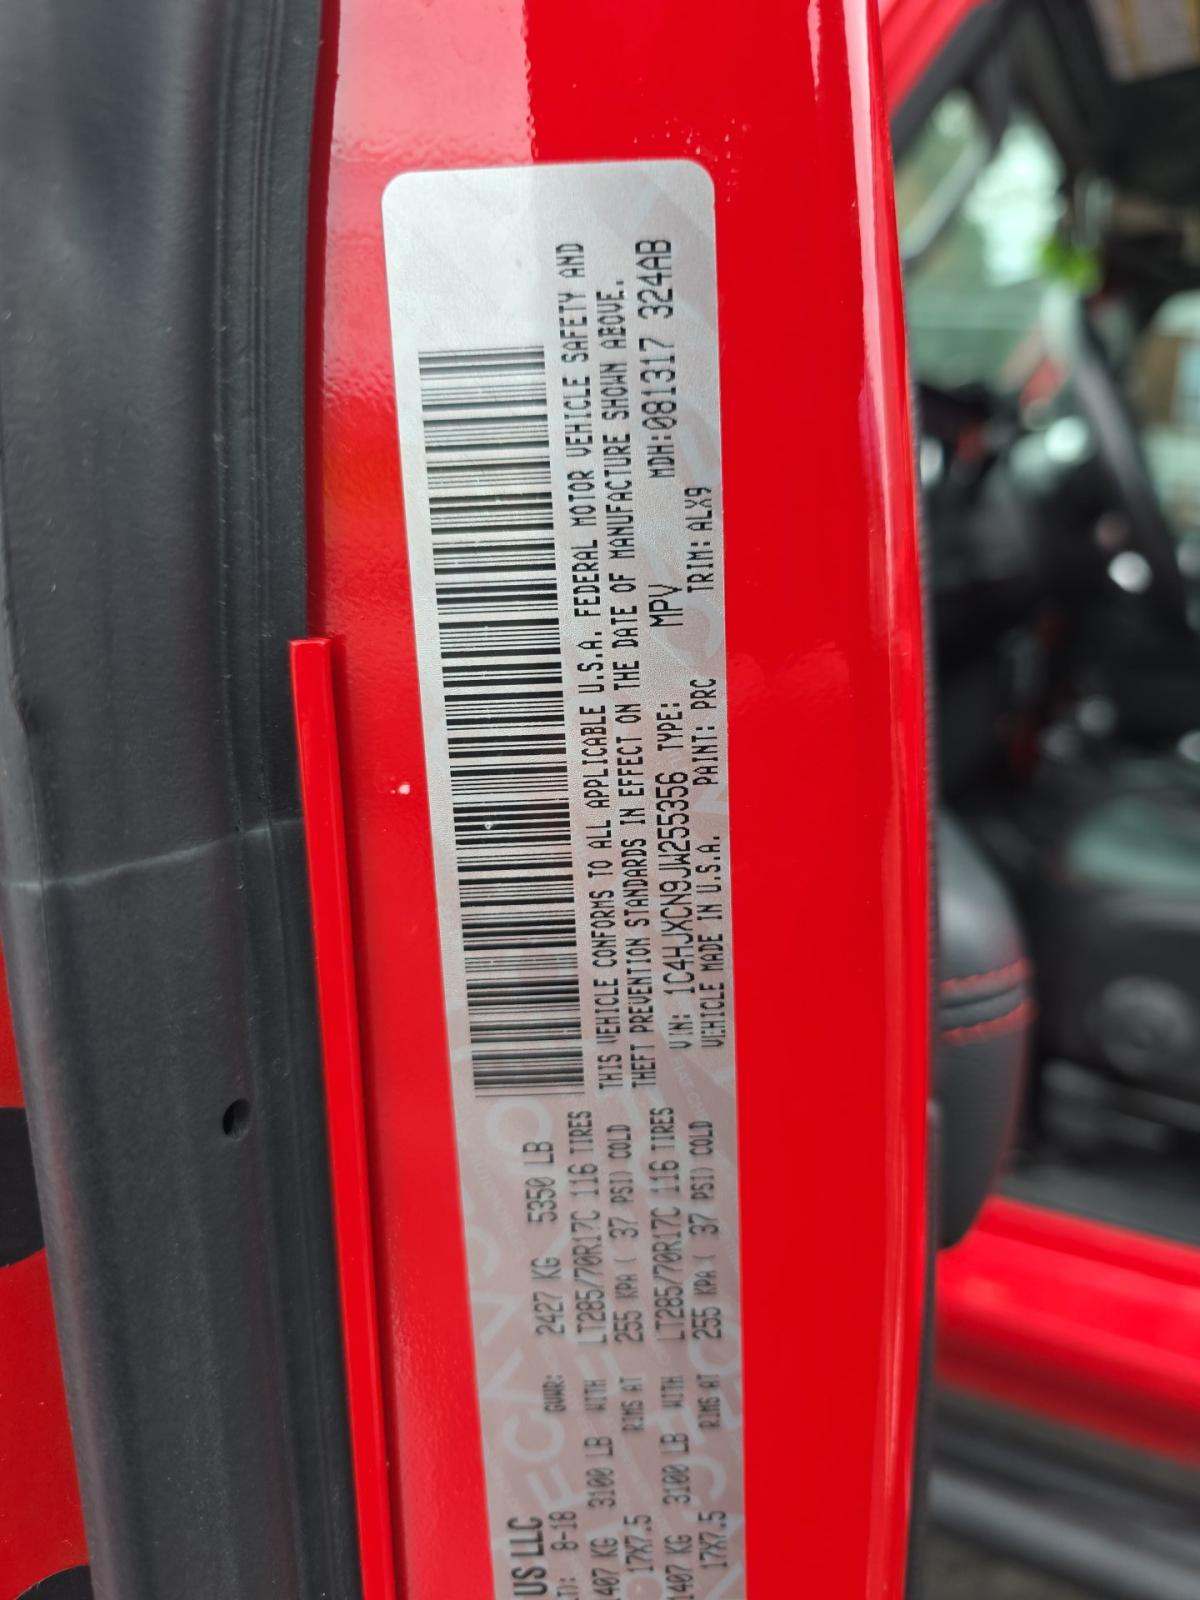 US LLC
8-18 GVWR: 2427 KG 5350 LB
1407 KG 3100 LB WITH LT285/70R17C 116 TIRES
17X7.5 RIMS AT 255 KPA ( 37 PSI) COLD
1407 KG 3100 LB WITH LT285/70R17C 116 TIRES
17X7.5 RIMS AT 255 KPA ( 37 PSI) COLD
THIS VEHICLE CONFORMS TO ALL APPLICABLE U.S.A. FEDERAL MOTOR VEHICLE SAFETY AND
THEFT PREVENTION STANDARDS IN EFFECT ON THE DATE OF MANUFACTURE SHOWN ABOVE.
VIN: 1C4HJXCN9JW255356 TYPE: MPV MDH:081317 324AB
VEHICLE MADE IN U.S.A. PAINT: PRC TRIM: ALX9